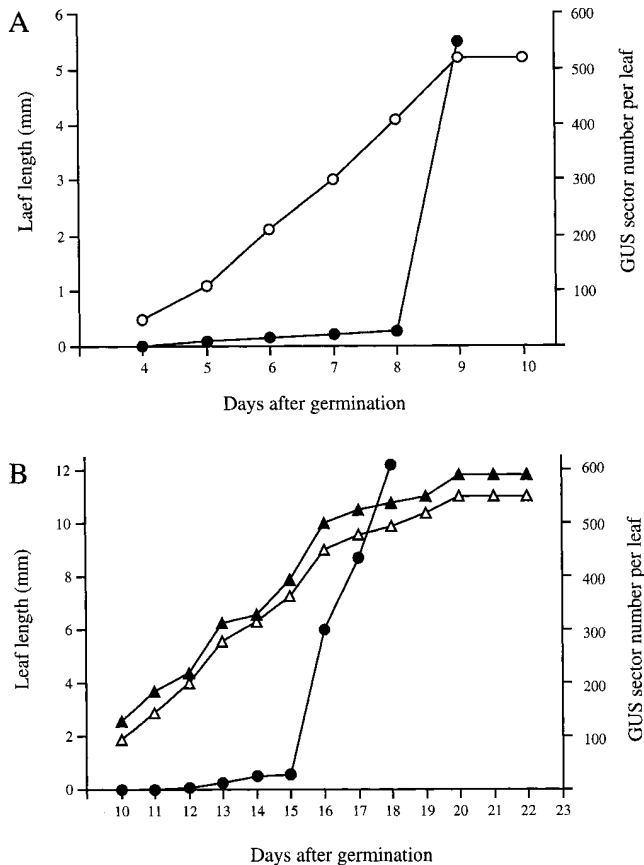 A
Laef length (mm)
6
5
4
3
2
1
0
600
500
400
300
200
100
GUS sector number per leaf
4 5 6 7 8 9 10
Days after germination
B
Leaf length (mm)
12
10
8
6
4
2
0
600
500
400
300
200
100
GUS sector number per leaf
10 11 12 13 14 15 16 17 18 19 20 21 22 23
Days after germination